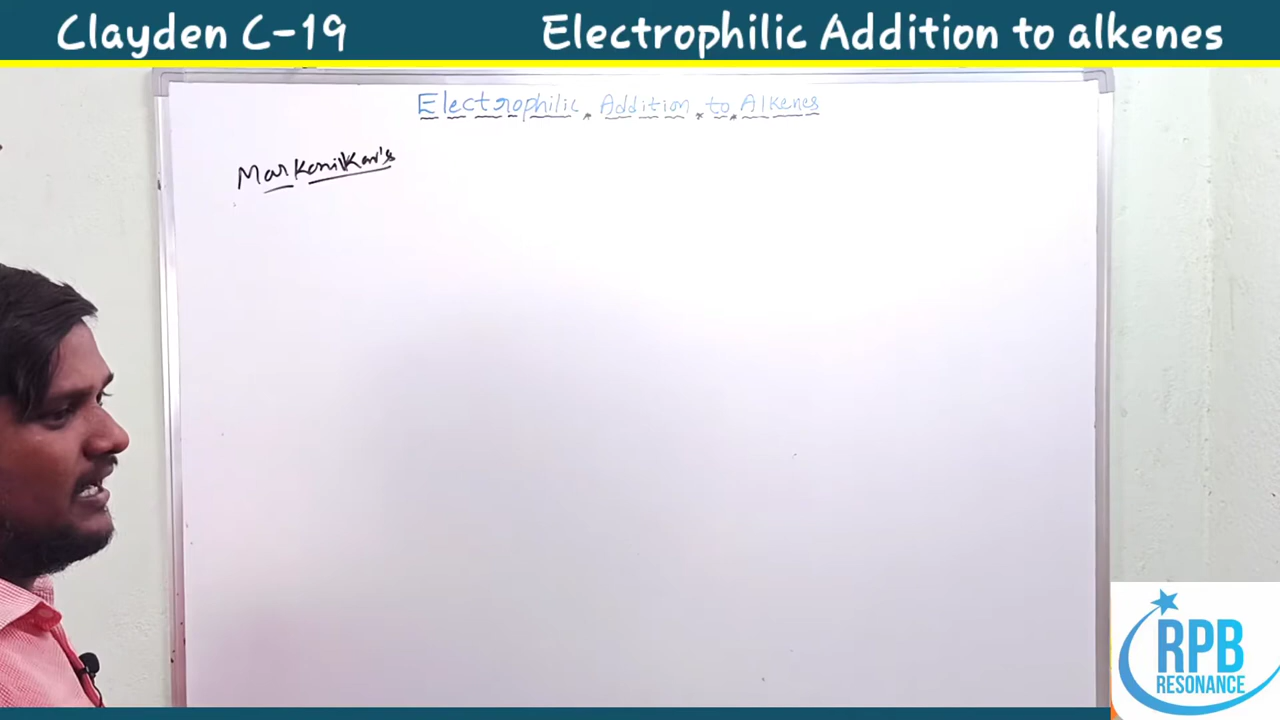 Clayden C-19
Electrophilic Addition to alkenes
Electrophilic Addition to Alkenes
Markonikov's
RPB
RESONANCE